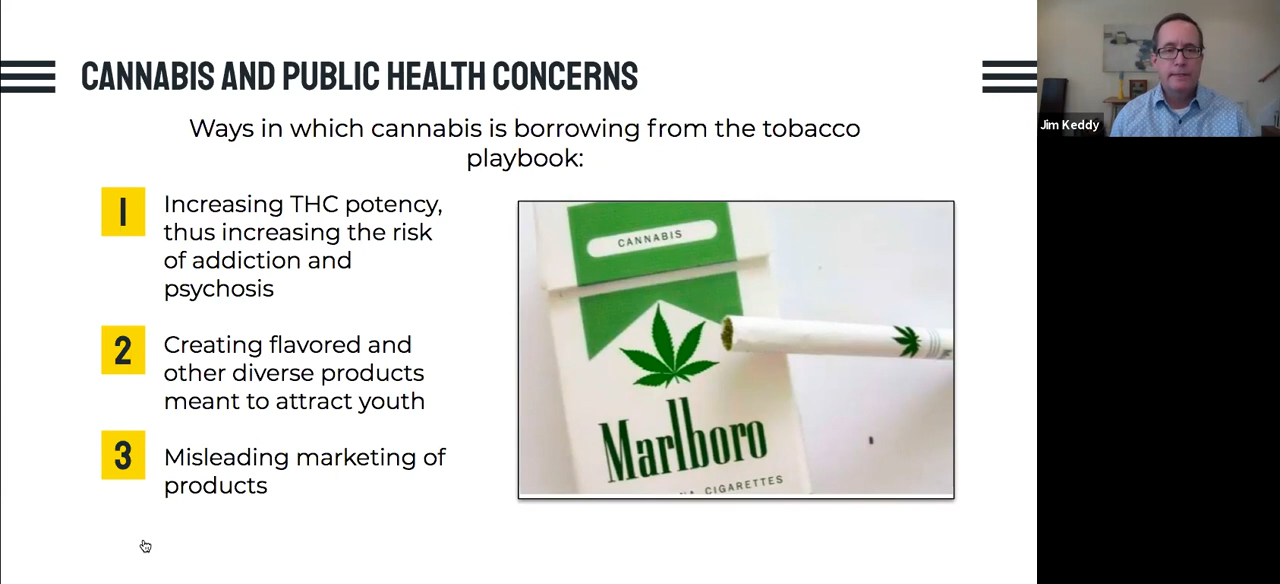 CANNABIS AND PUBLIC HEALTH CONCERNS
Ways in which cannabis is borrowing from the tobacco
playbook:
1
Increasing THC potency,
thus increasing the risk
of addiction and
psychosis
2
Creating flavored and
other diverse products
meant to attract youth
3
Misleading marketing of
products
CANNABIS
Marlboro
CIGARETTES
Jim Keddy